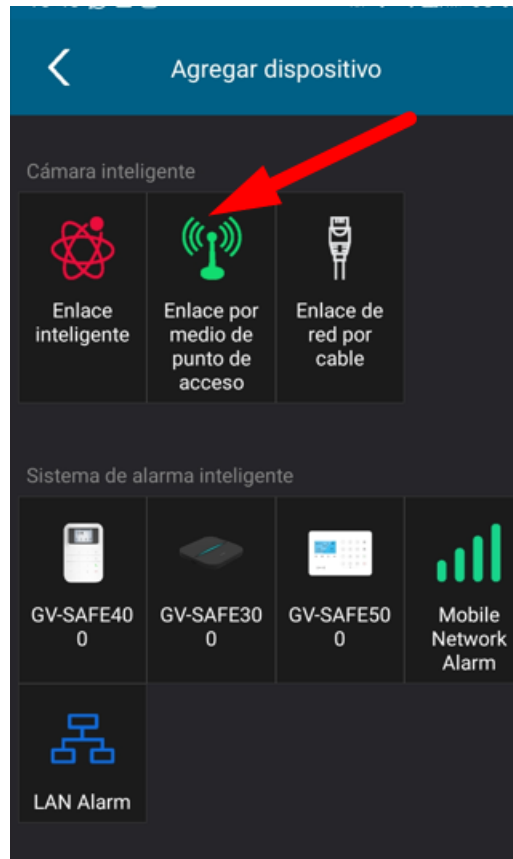 Agregar dispositivo
Cámara inteligente
Enlace
inteligente
Enlace por
medio de
punto de
acceso
Enlace de
red por
cable
Sistema de alarma inteligente
GV-SAFE40
0
GV-SAFE30
0
GV-SAFE50
0
Mobile
Network
Alarm
LAN Alarm